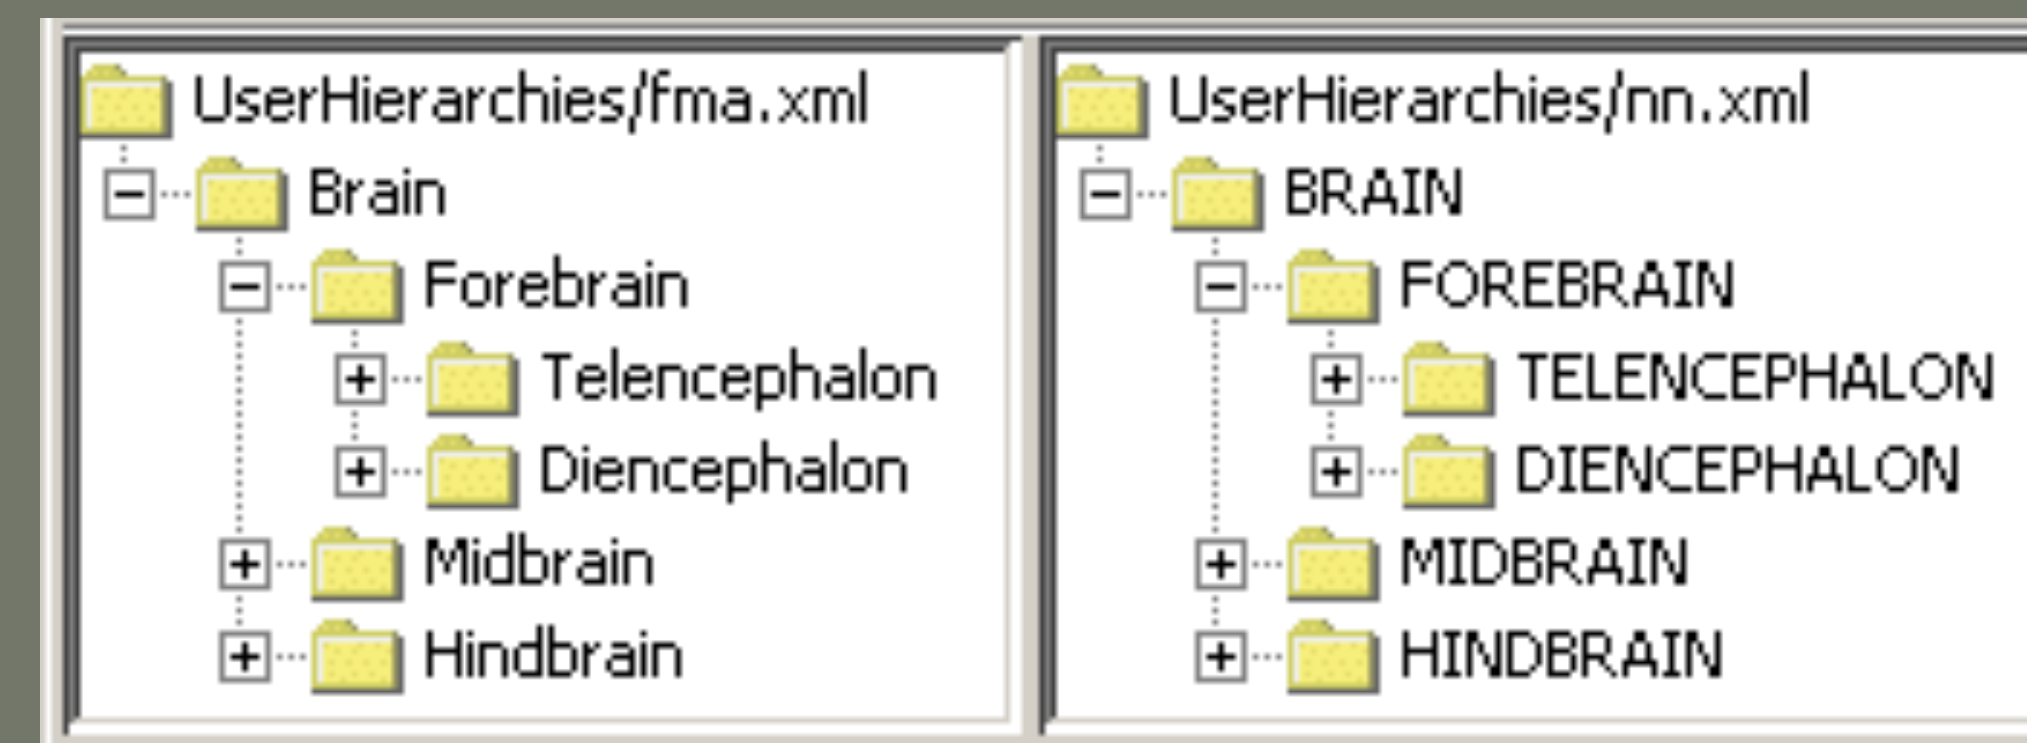 UserHierarchies/fma.xml
Brain
Forebrain
Telencephalon
Diencephalon
Midbrain
Hindbrain
UserHierarchies/nn.xml
BRAIN
FOREBRAIN
TELENCEPHALON
DIENCEPHALON
MIDBRAIN
HINDBRAIN